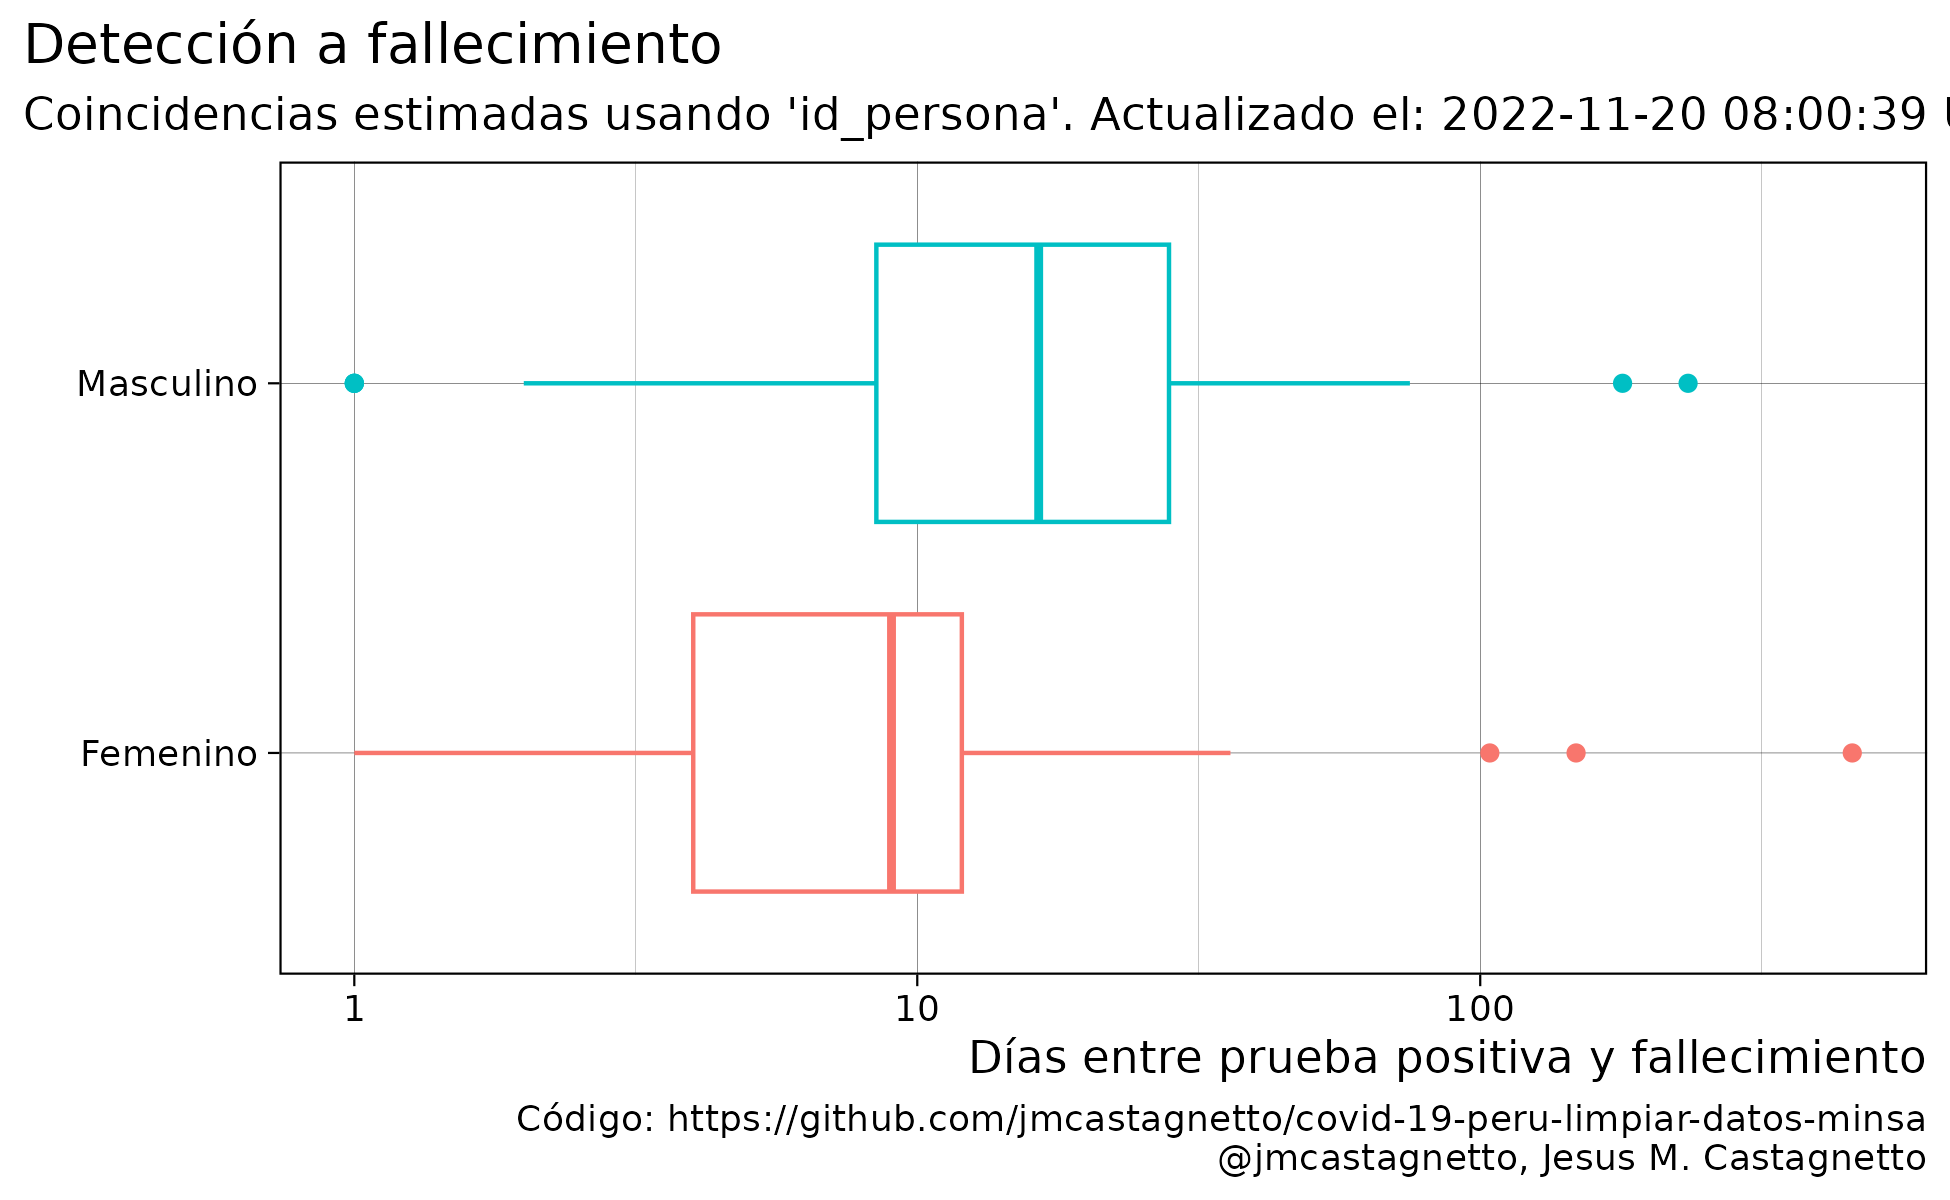 Detección a fallecimiento
Coincidencias estimadas usando 'id_persona'. Actualizado el: 2022-11-20 08:00:39
Masculino
Femenino
1 10 100
Días entre prueba positiva y fallecimiento
Código: https://github.com/jmcastagnetto/covid-19-peru-limpiar-datos-minsa
@jmcastagnetto, Jesus M. Castagnetto